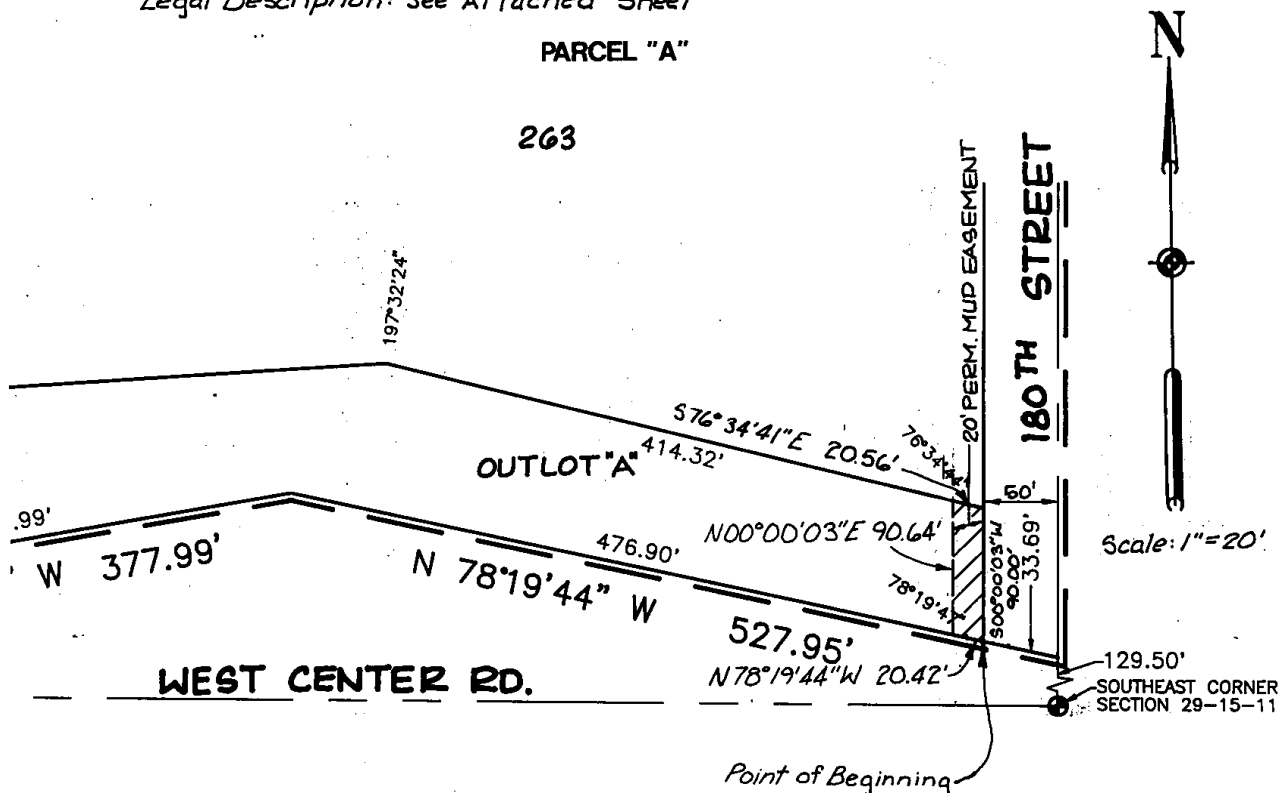 Legal Description: See Attached Sheet
PARCEL "A"
N
263
20' PERM. MUD EASEMENT
180TH STREET
197°32'24"
S76°34'41"E 20.56'
414.32'
OUTLOT "A"
50'
N00°00'03"E 90.64'
S00°00'03"W
90.00'
33.69'
Scale: 1"=20'
.99'
W 377.99'
476.90'
N 78°19'44" W 527.95'
78°19'47"
N78°19'44"W 20.42'
129.50'
WEST CENTER RD.
SOUTHEAST CORNER
SECTION 29-15-11
Point of Beginning